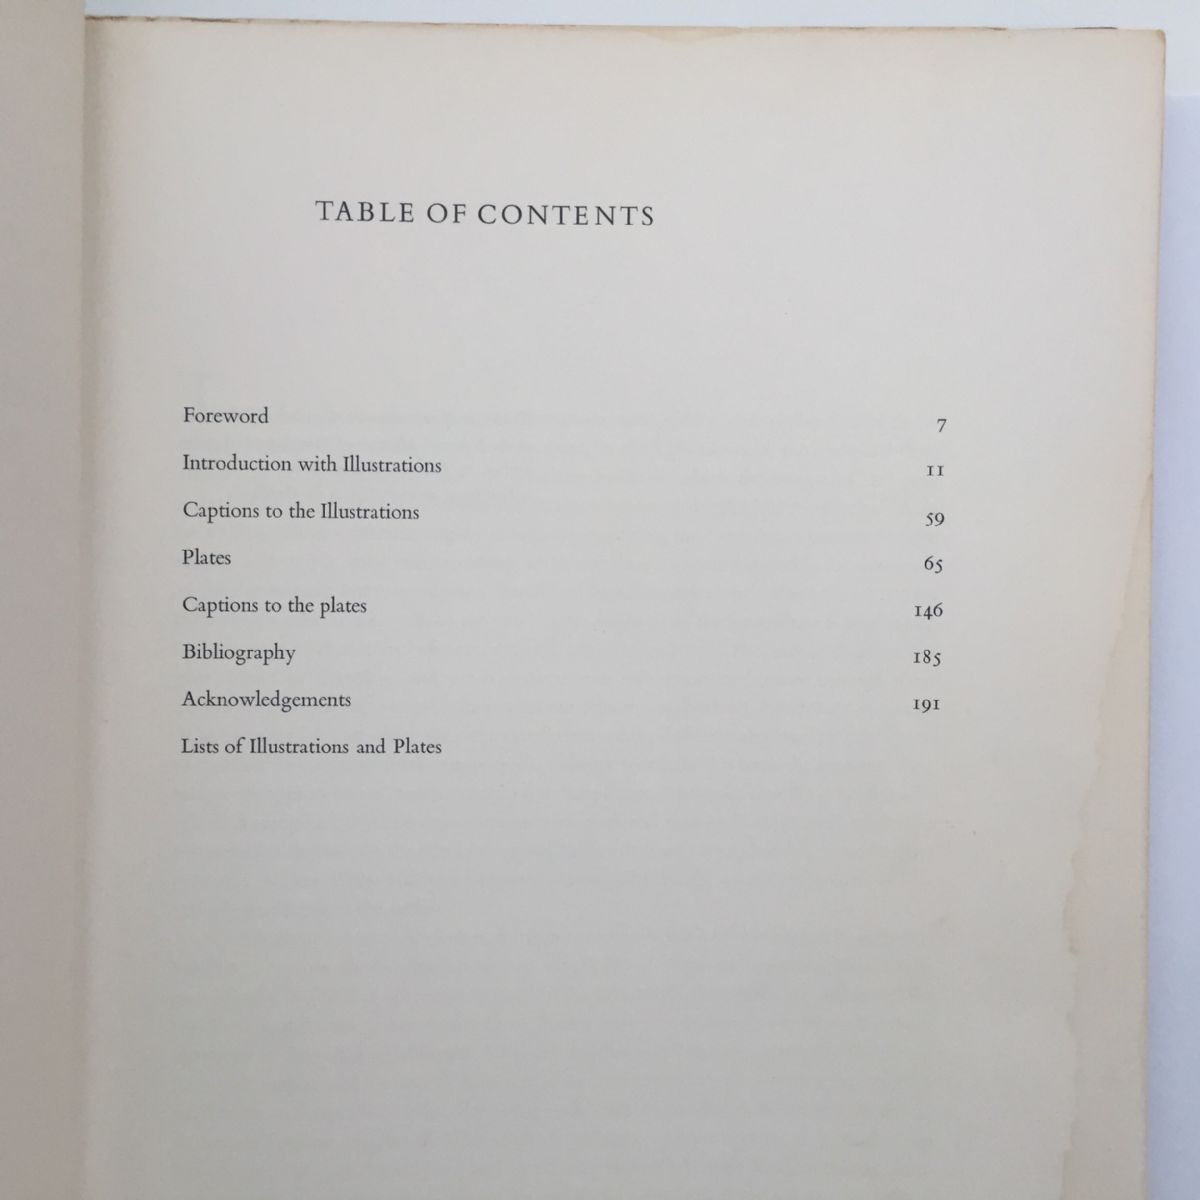 TABLE OF CONTENTS
Foreword 7
Introduction with Illustrations 11
Captions to the Illustrations 59
Plates 65
Captions to the plates 146
Bibliography 185
Acknowledgements 191
Lists of Illustrations and Plates